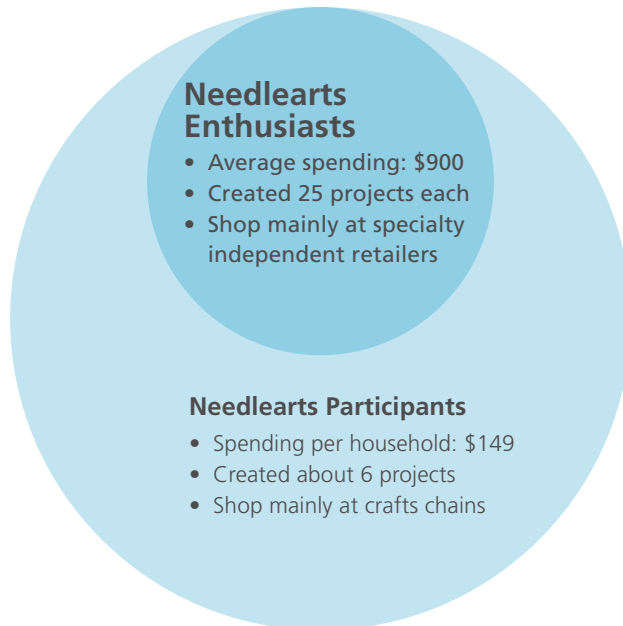 Needlearts
Enthusiasts
• Average spending: $900
• Created 25 projects each
• Shop mainly at specialty
independent retailers
Needlearts Participants
• Spending per household: $149
• Created about 6 projects
• Shop mainly at crafts chains